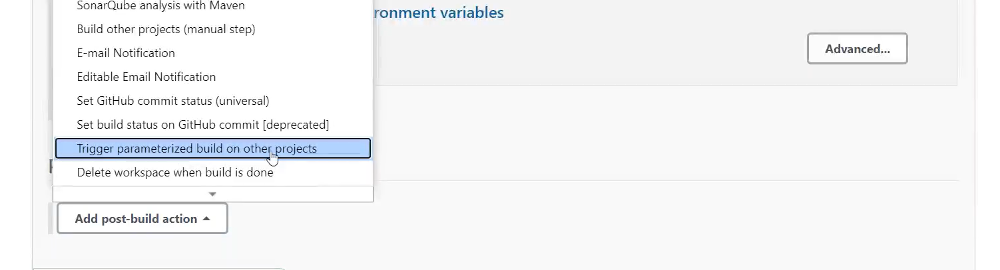 SonarQube analysis with Maven
ronment variables
Build other projects (manual step)
Advanced...
E-mail Notification
Editable Email Notification
Set GitHub commit status (universal)
Set build status on GitHub commit [deprecated]
Trigger parameterized build on other projects
Delete workspace when build is done
Add post-build action